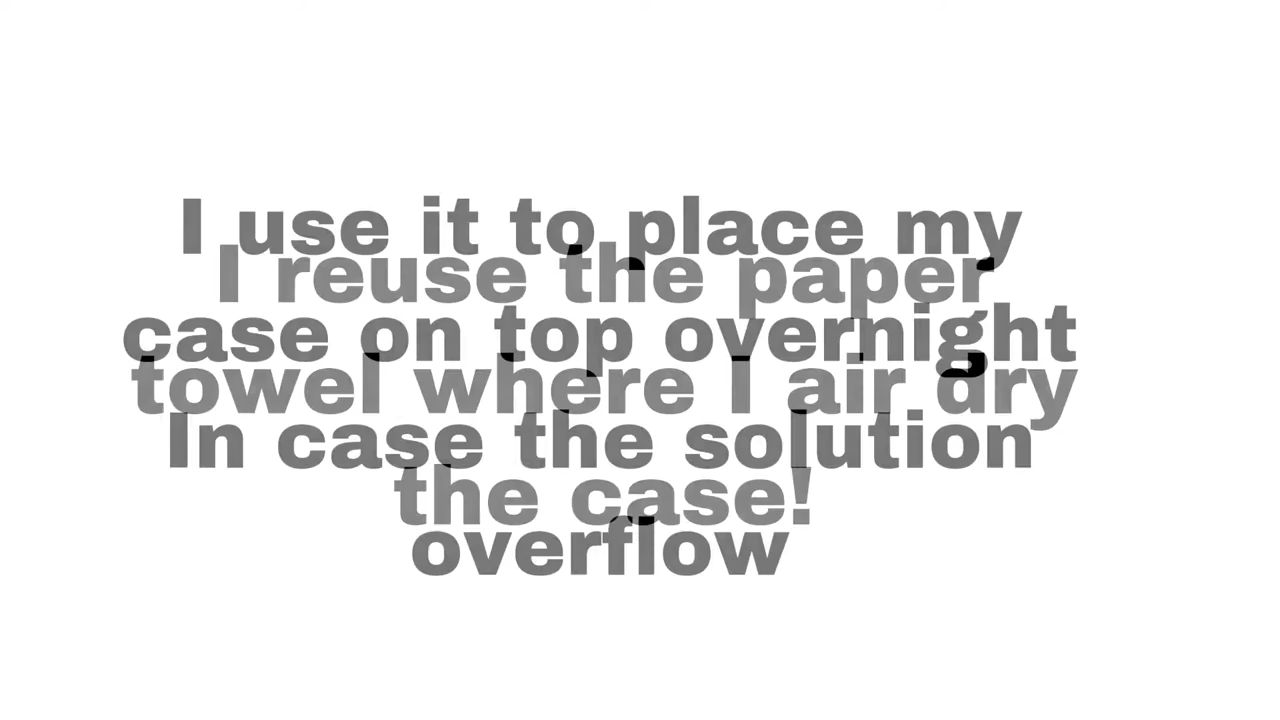 I use it to place my
I reuse the paper
case on top overnight
towel where I air dry
In case the solution
the case!
overflow